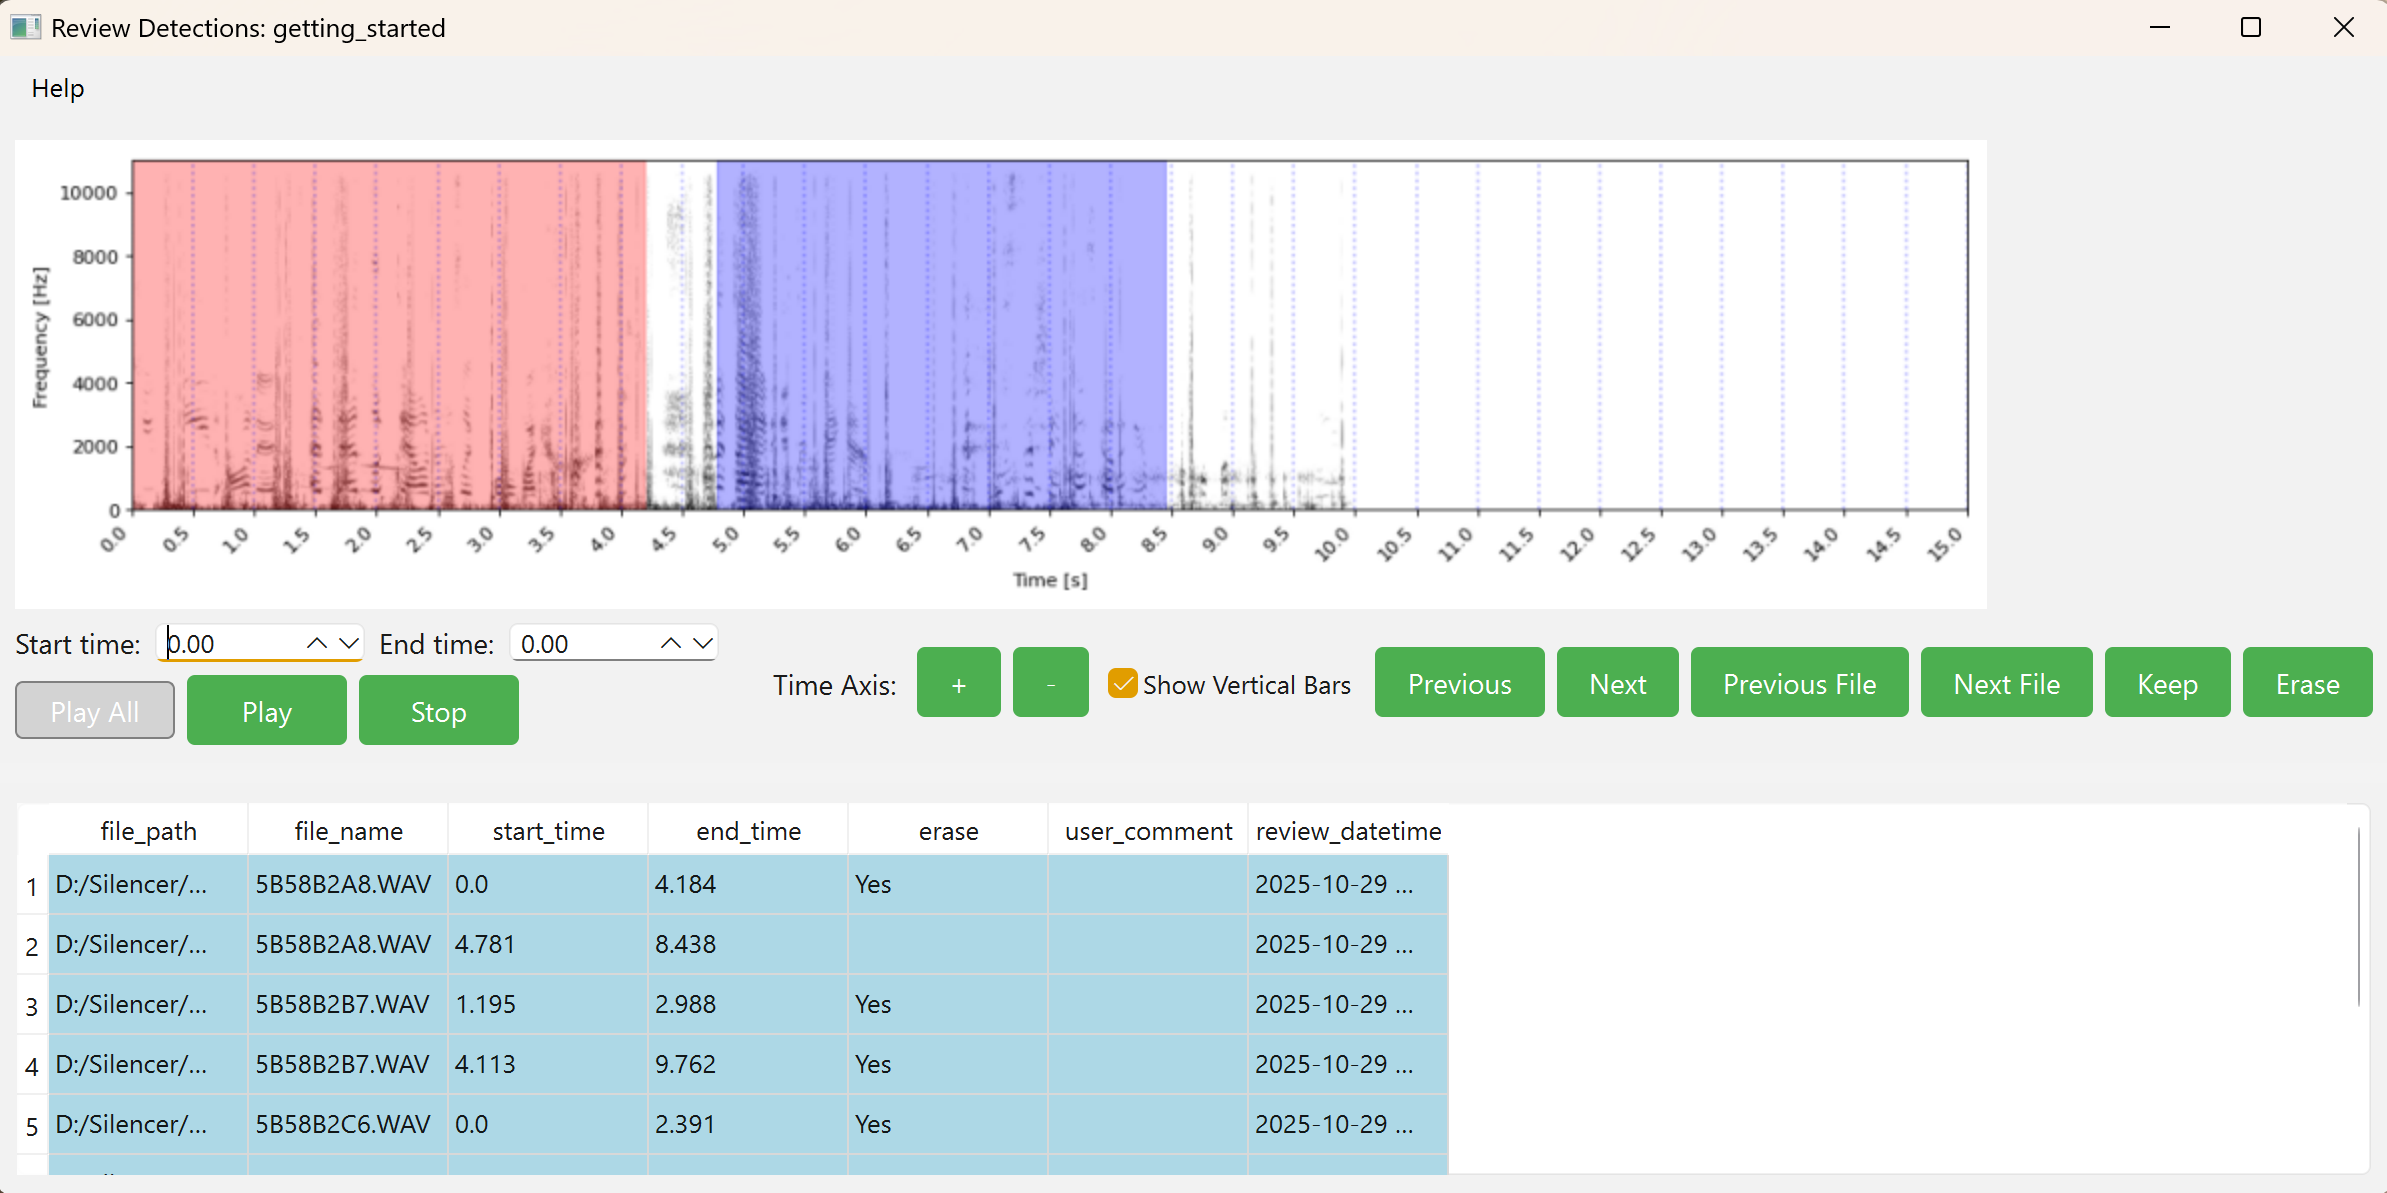 Review Detections: getting_started
Help
Frequency [Hz]
10000
8000
6000
4000
2000
0
0.0 0.5 1.0 1.5 2.0 2.5 3.0 3.5 4.0 4.5 5.0 5.5 6.0 6.5 7.0 7.5 8.0 8.5 9.0 9.5 10.0 10.5 11.0 11.5 12.0 12.5 13.0 13.5 14.0 14.5 15.0
Time [s]
Start time: 0.00 End time: 0.00
Play All Play Stop
Time Axis: + - Show Vertical Bars Previous Next Previous File Next File Keep Erase
file_path file_name start_time end_time erase user_comment review_datetime
1 D:/Silencer/... 5B58B2A8.WAV 0.0 4.184 Yes 2025-10-29 ...
2 D:/Silencer/... 5B58B2A8.WAV 4.781 8.438 2025-10-29 ...
3 D:/Silencer/... 5B58B2B7.WAV 1.195 2.988 Yes 2025-10-29 ...
4 D:/Silencer/... 5B58B2B7.WAV 4.113 9.762 Yes 2025-10-29 ...
5 D:/Silencer/... 5B58B2C6.WAV 0.0 2.391 Yes 2025-10-29 ...